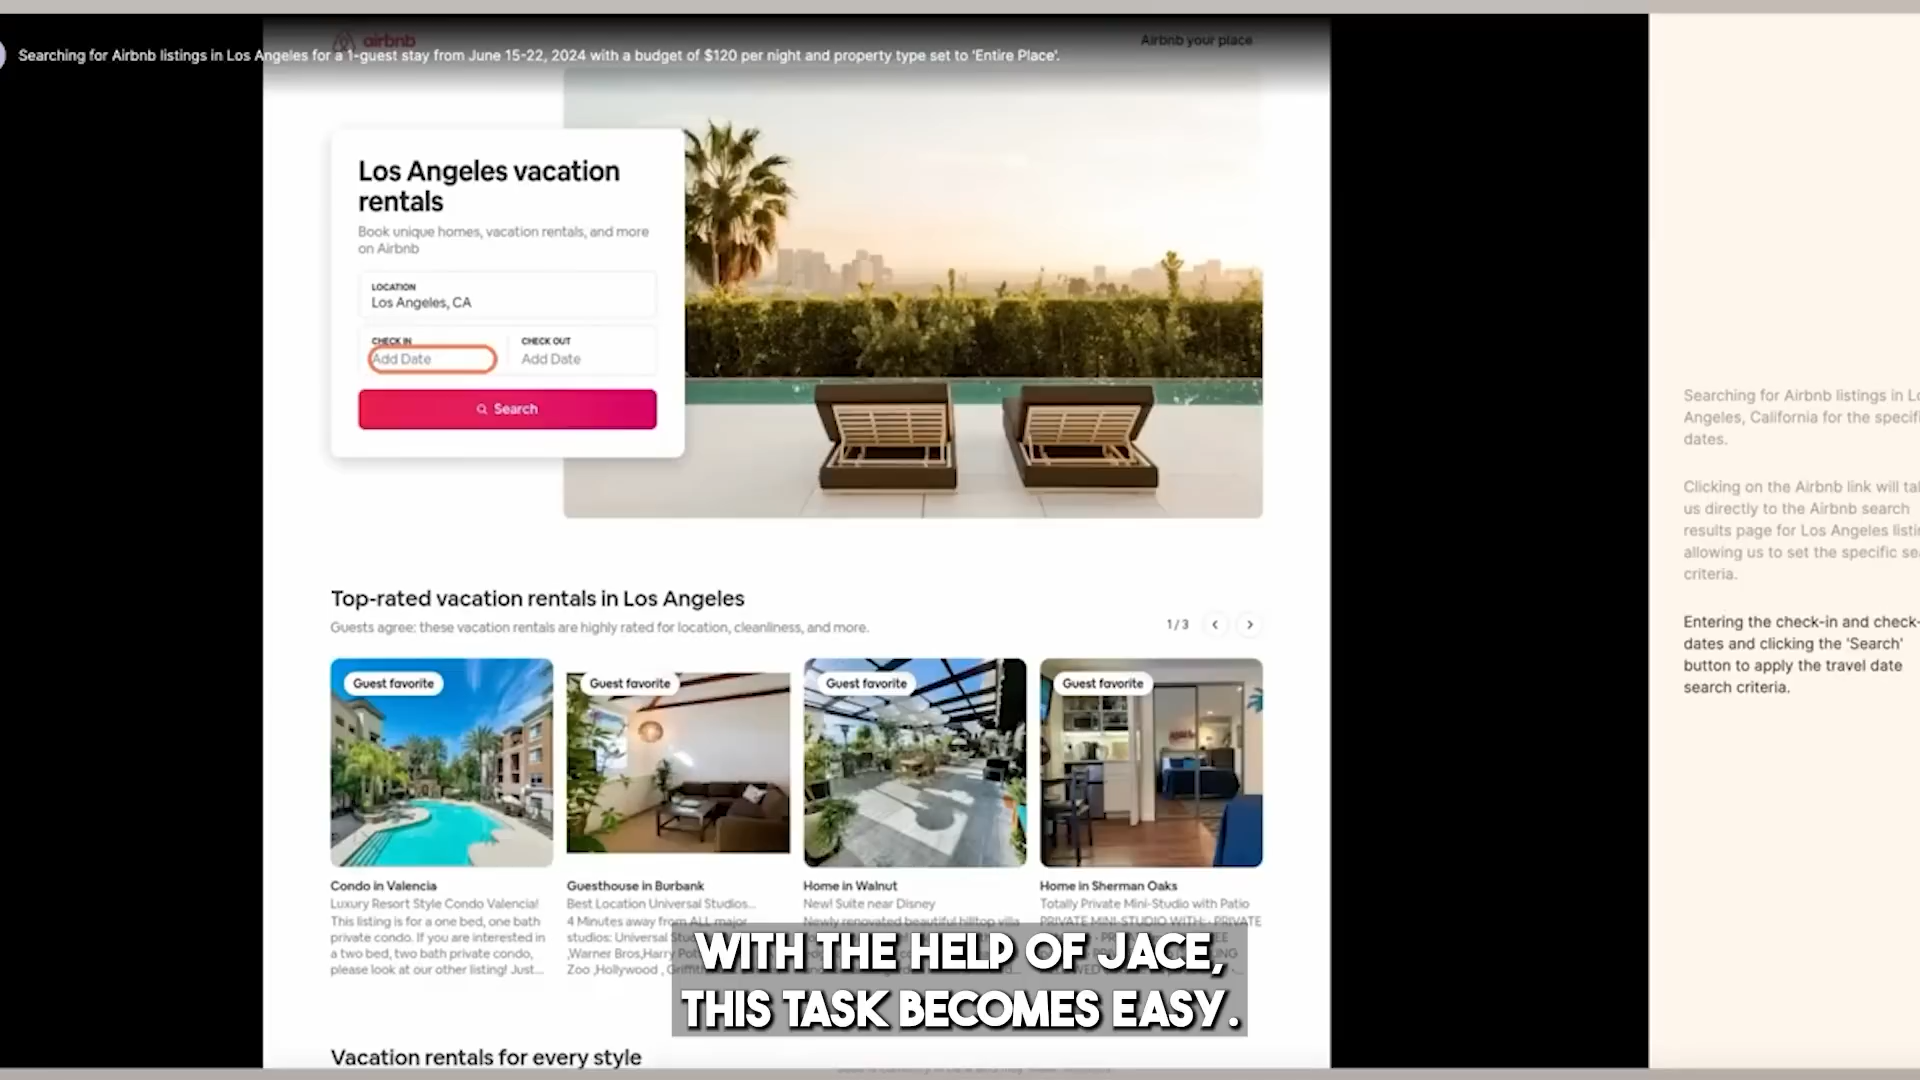 airbnb
Airbnb your place
Searching for Airbnb listings in Los Angeles for a 1-guest stay from June 15-22, 2024 with a budget of $120 per night and property type set to 'Entire Place'.
Los Angeles vacation
rentals
Book unique homes, vacation rentals, and more
on Airbnb
LOCATION
Los Angeles, CA
CHECK IN
Add Date
CHECK OUT
Add Date
Search
Top-rated vacation rentals in Los Angeles
Guests agree: these vacation rentals are highly rated for location, cleanliness, and more.
1 / 3
Guest favorite
Guest favorite
Guest favorite
Guest favorite
Condo in Valencia
Luxury Resort Style Condo Valencia!
This listing is for a one bed, one bath
private condo. If you are interested in
a two bed, two bath private condo,
please look at our other listing! Just...
Guesthouse in Burbank
Best Location Universal Studios...
4 Minutes away from ALL major
studios: Universal
,Warner Bros,Harry
Zoo ,Hollywood ,
Home in Walnut
New! Suite near Disney
Newly renovated beautiful hilltop villa
Home in Sherman Oaks
Totally Private Mini-Studio with Patio
PRIVATE MINI-STUDIO WITH: - PRIVATE
Vacation rentals for every style
WITH THE HELP OF JACE,
THIS TASK BECOMES EASY.
Searching for Airbnb listings in
Angeles, California for the
dates.
Clicking on the Airbnb link will
us directly to the Airbnb search
results page for Los Angeles
allowing us to set the specific
criteria.
Entering the check-in and check-
dates and clicking the 'Search'
button to apply the travel date
search criteria.